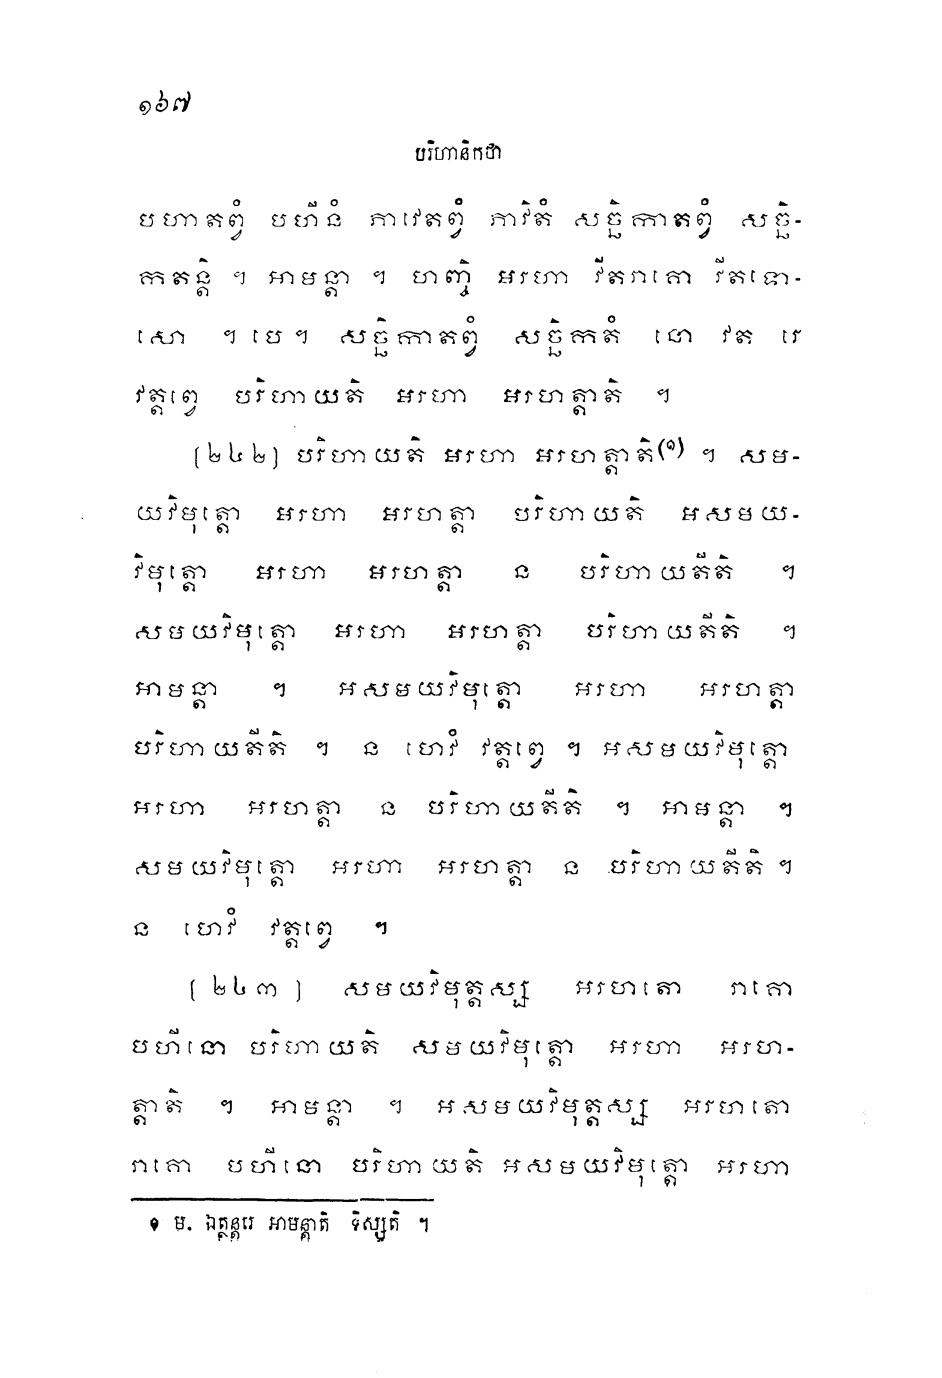 ១៦៧
បរិហានិកថា
បហាតព្វំ បហីនំ ភាវេតព្វំ ភាវិតំ សច្ឆិកាតព្វំ សច្ឆិ-
កតន្តិ ។ អាមន្តា ។ ហញ្ចិ អរហា វីតរាគោ វីតទោ-
សោ ។ បេ។ សច្ឆិកាតព្វំ សច្ឆិកតំ នោ វត រេ
វត្តព្វេ បរិហាយតិ អរហា អរហត្តាតិ ។
(២៤២) បរិហាយតិ អរហា អរហត្តាតិ(១) ។ សម-
យវិមុត្តោ អរហា អរហត្តា បរិហាយតិ អសមយ-
វិមុត្តោ អរហា អរហត្តា ន បរិហាយតីតិ ។
សមយវិមុត្តោ អរហា អរហត្តា បរិហាយតីតិ ។
អាមន្តា ។ អសមយវិមុត្តោ អរហា អរហត្តា
បរិហាយតីតិ ។ ន ហេវំ វត្តព្វេ ។ អសមយវិមុត្តោ
អរហា អរហត្តា ន បរិហាយតីតិ ។ អាមន្តា ។
សមយវិមុត្តោ អរហា អរហត្តា ន បរិហាយតីតិ ។
ន ហេវំ វត្តព្វេ ។
(២៤៣) សមយវិមុត្តស្ស អរហតោ រាគោ
បហីនោ បរិហាយតិ សមយវិមុត្តោ អរហា អរហ-
ត្តាតិ ។ អាមន្តា ។ អសមយវិមុត្តស្ស អរហតោ
រាគោ បហីនោ បរិហាយតិ អសមយវិមុត្តោ អរហា
១ ម. ឯត្ថន្តរេ អាមន្តាតិ ទិស្សតិ ។